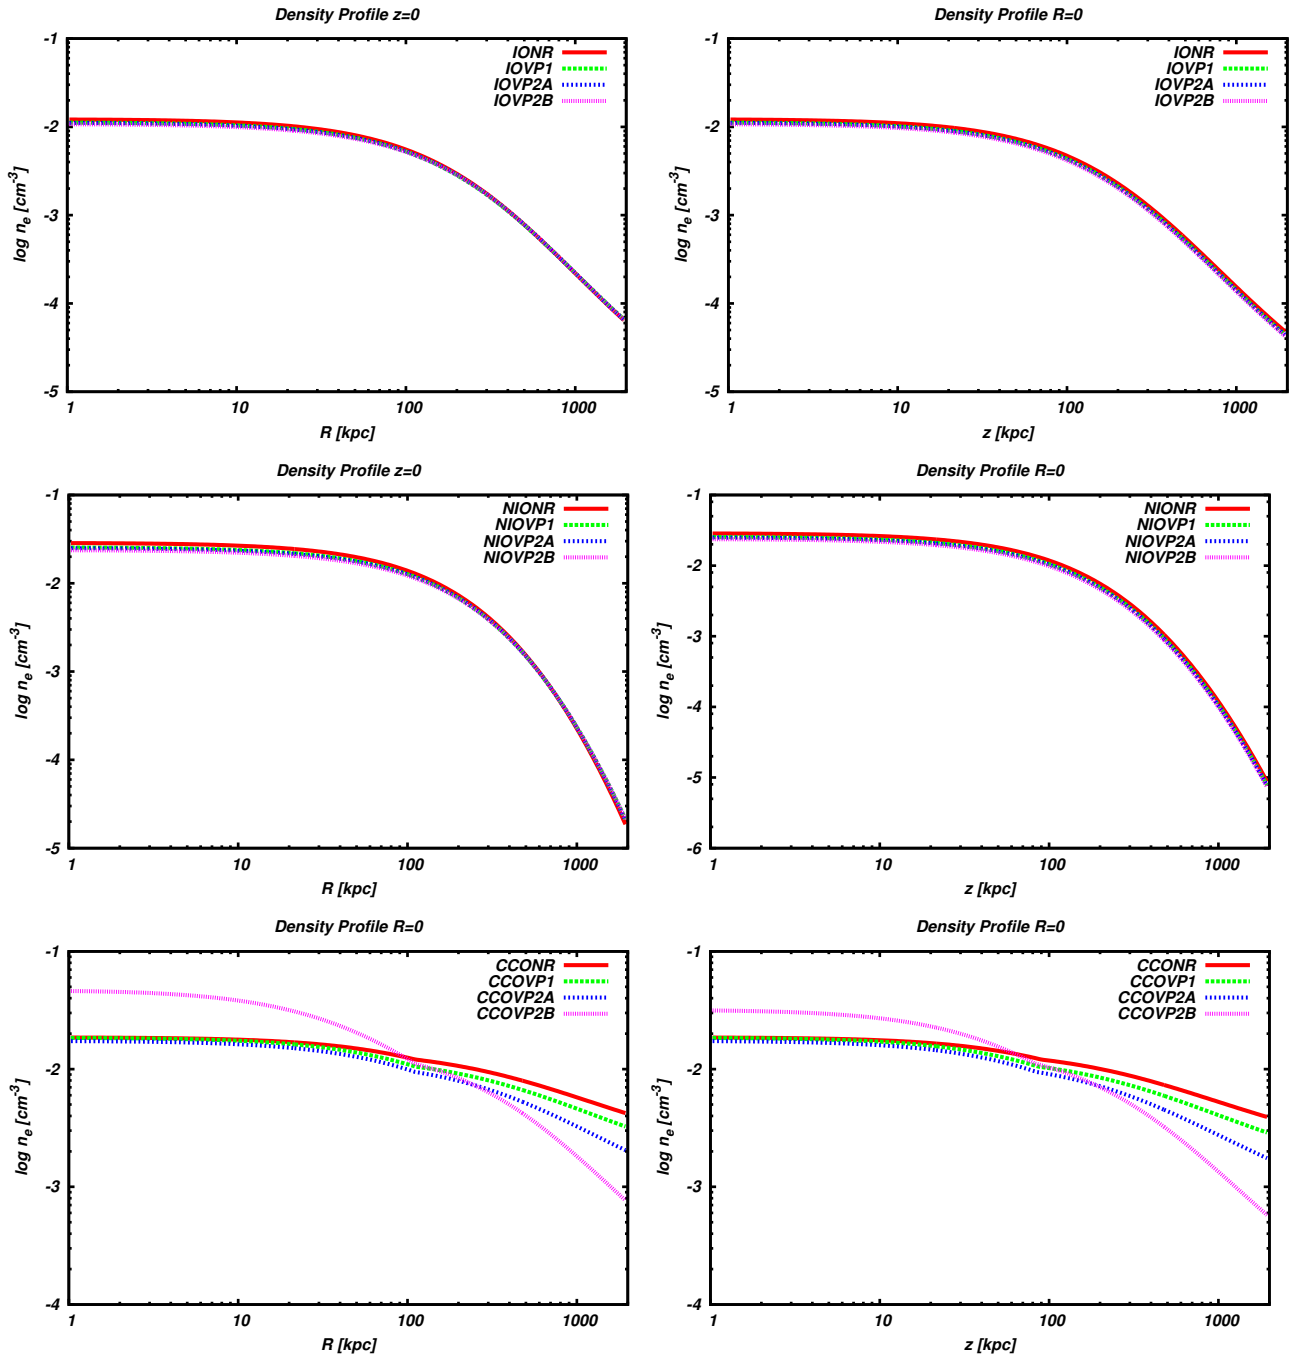 Density Profile z=0
IONR
IOVP1
IOVP2A
IOVP2B
log n_e [cm^-3]
-1
-2
-3
-4
-5
1 10 100 1000
R [kpc]
Density Profile R=0
IONR
IOVP1
IOVP2A
IOVP2B
log n_e [cm^-3]
-1
-2
-3
-4
-5
1 10 100 1000
z [kpc]
Density Profile z=0
NIONR
NIOVP1
NIOVP2A
NIOVP2B
log n_e [cm^-3]
-1
-2
-3
-4
-5
1 10 100 1000
R [kpc]
Density Profile R=0
NIONR
NIOVP1
NIOVP2A
NIOVP2B
log n_e [cm^-3]
-1
-2
-3
-4
-5
-6
1 10 100 1000
z [kpc]
Density Profile R=0
CCONR
CCOVP1
CCOVP2A
CCOVP2B
log n_e [cm^-3]
-1
-2
-3
-4
1 10 100 1000
R [kpc]
Density Profile R=0
CCONR
CCOVP1
CCOVP2A
CCOVP2B
log n_e [cm^-3]
-1
-2
-3
-4
1 10 100 1000
z [kpc]